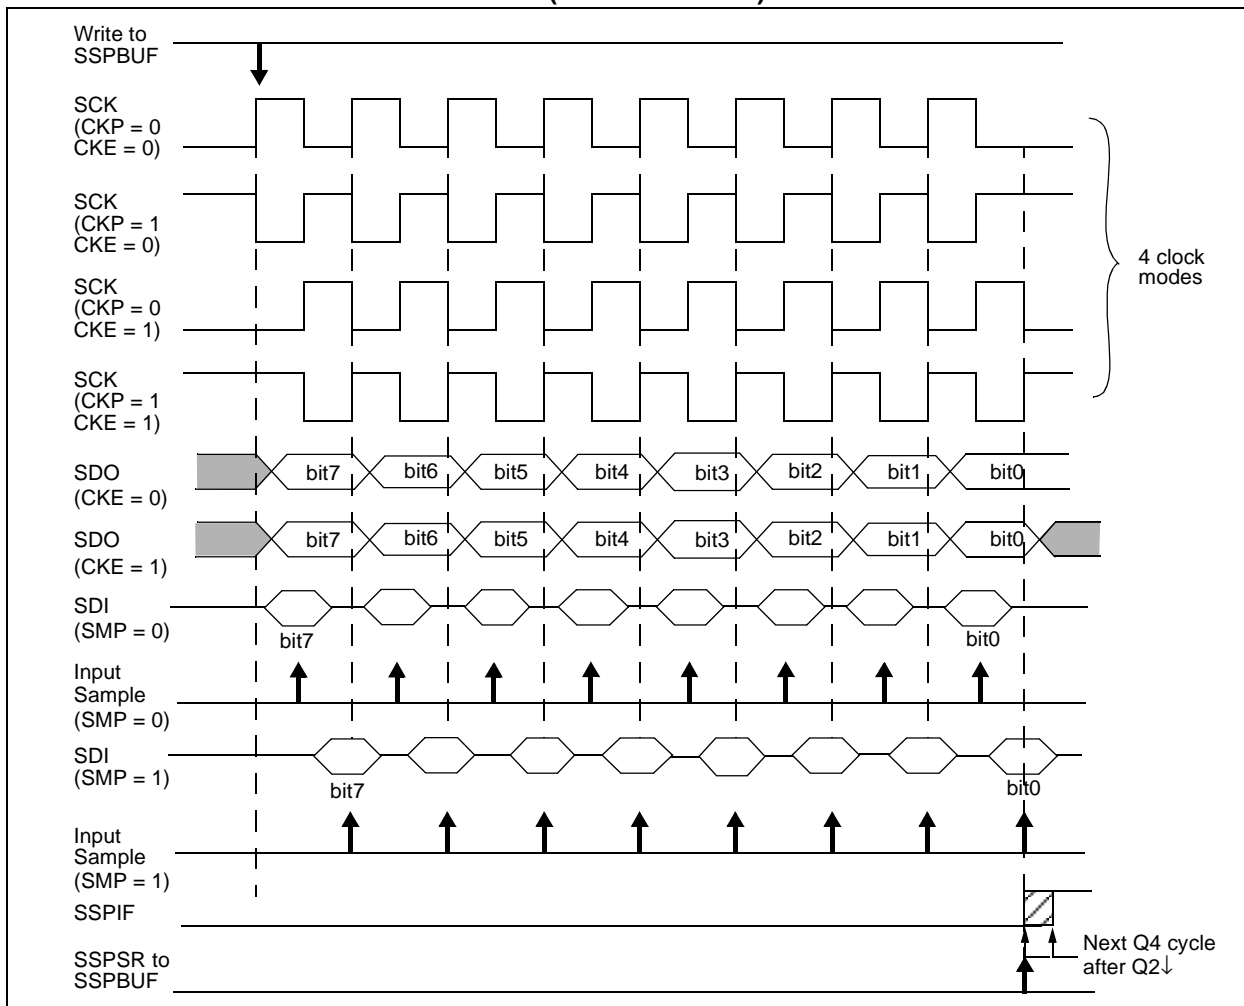 Write to
SSPBUF
SCK
(CKP = 0
CKE = 0)
SCK
(CKP = 1
CKE = 0)
SCK
(CKP = 0
CKE = 1)
SCK
(CKP = 1
CKE = 1)
4 clock
modes
SDO
(CKE = 0)
bit7 bit6 bit5 bit4 bit3 bit2 bit1 bit0
SDO
(CKE = 1)
bit7 bit6 bit5 bit4 bit3 bit2 bit1 bit0
SDI
(SMP = 0)
bit7 bit0
Input
Sample
(SMP = 0)
SDI
(SMP = 1)
bit7 bit0
Input
Sample
(SMP = 1)
SSPIF
SSPSR to
SSPBUF
Next Q4 cycle
after Q2↓